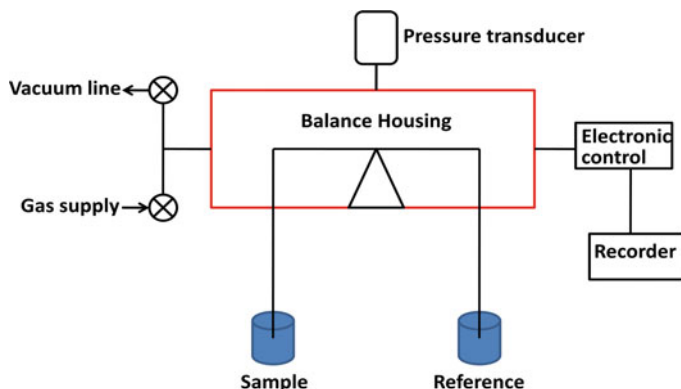 Pressure transducer
Vacuum line
Balance Housing
Electronic
control
Gas supply
Recorder
Sample
Reference